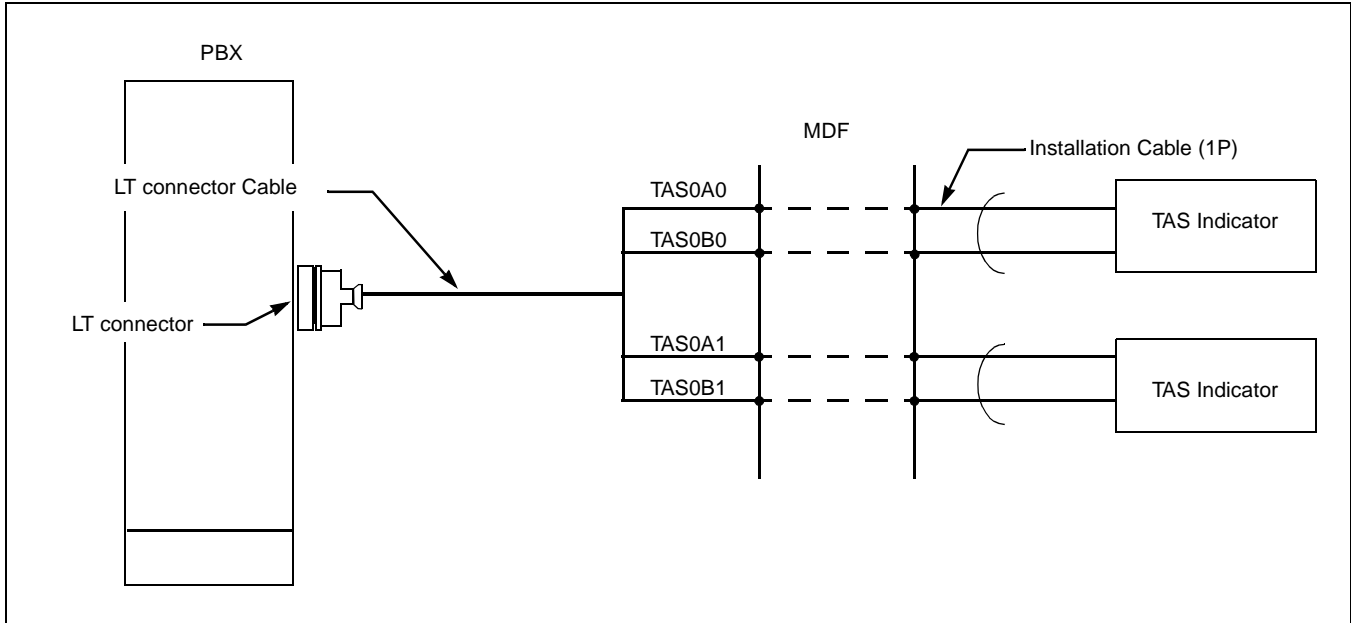 PBX
MDF
Installation Cable (1P)
LT connector Cable
TAS0A0
TAS Indicator
TAS0B0
LT connector
TAS0A1
TAS Indicator
TAS0B1